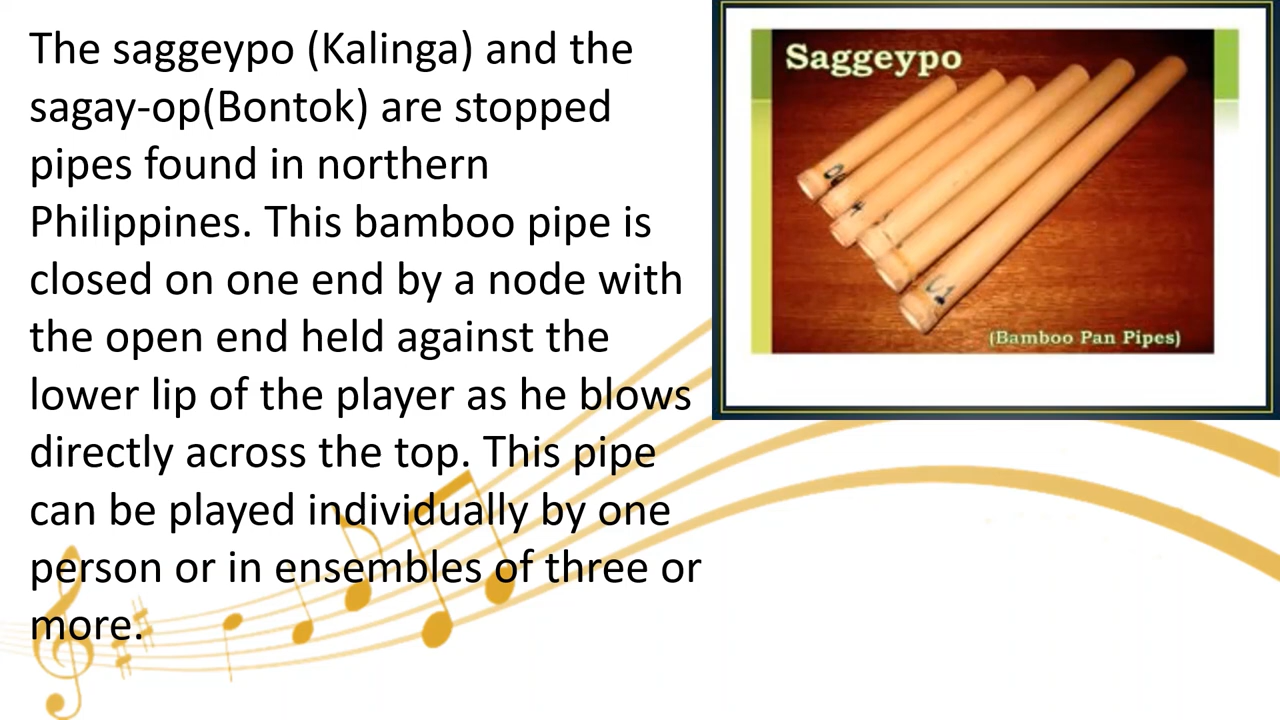 The saggeypo (Kalinga) and the
sagay-op(Bontok) are stopped
pipes found in northern
Philippines. This bamboo pipe is
closed on one end by a node with
the open end held against the
lower lip of the player as he blows
directly across the top. This pipe
can be played individually by one
person or in ensembles of three or
more.
Saggeypo
(Bamboo Pan Pipes)